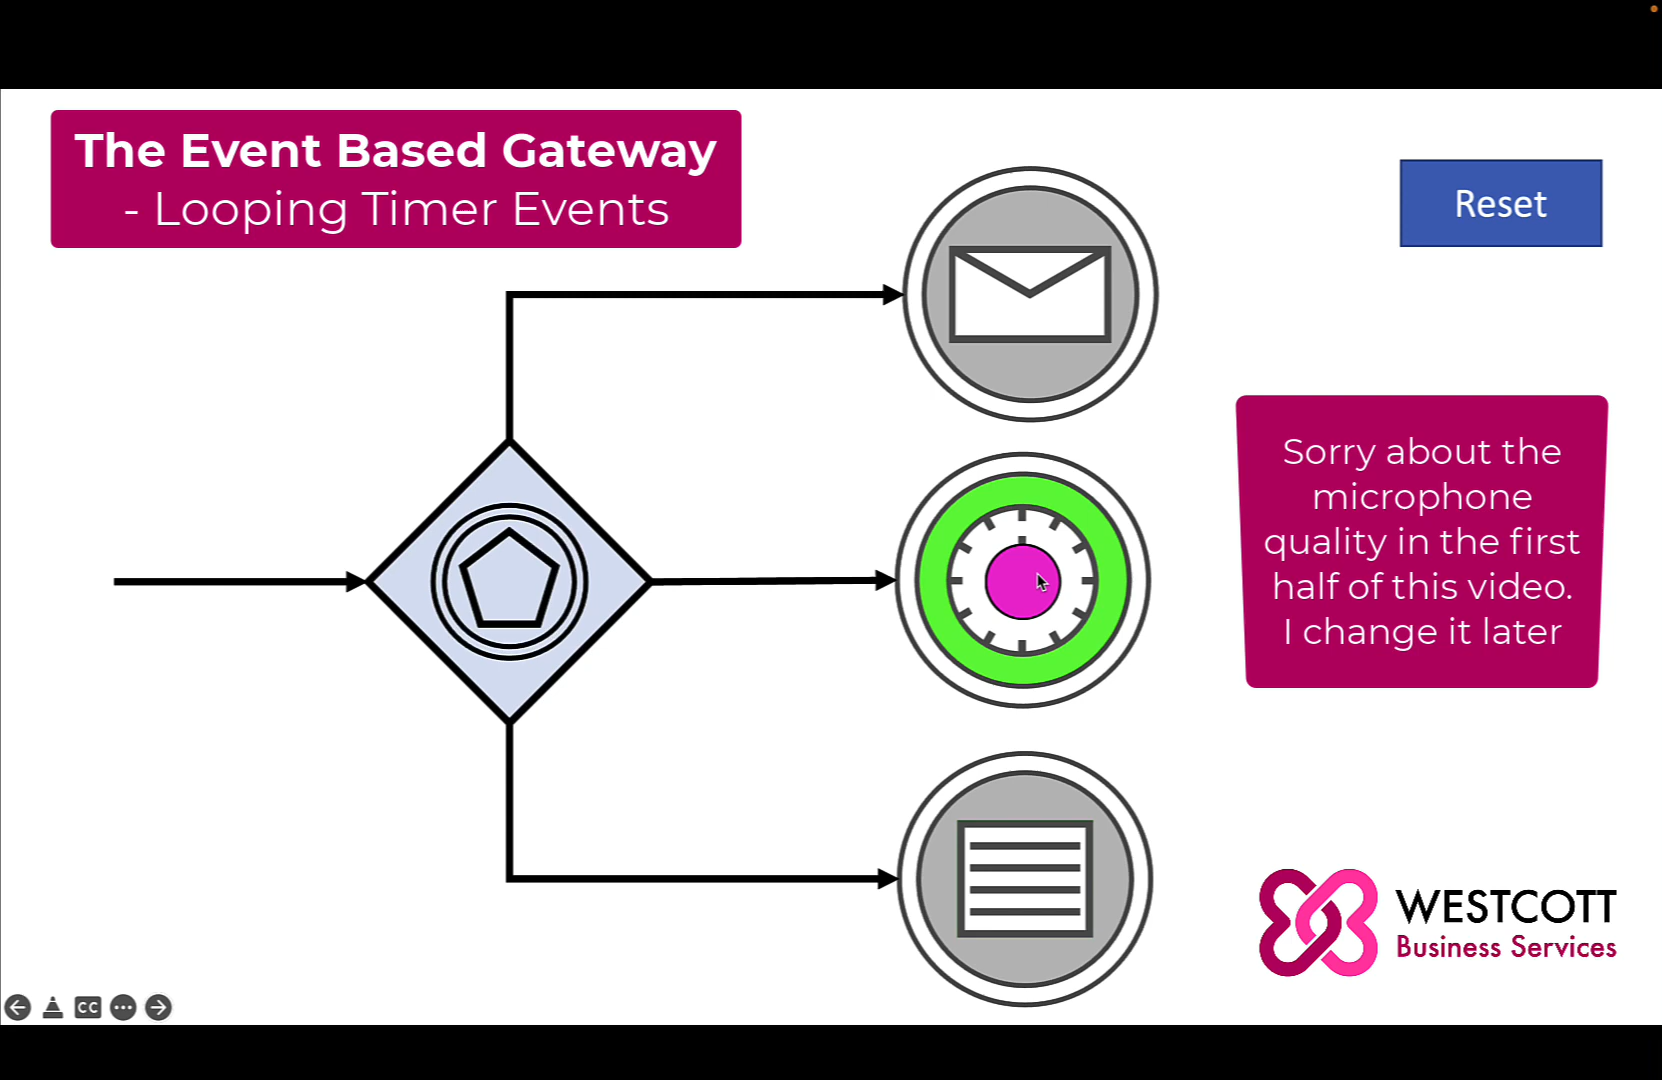 The Event Based Gateway
- Looping Timer Events
Reset
Sorry about the
microphone
quality in the first
half of this video.
I change it later
WESTCOTT
Business Services
CC